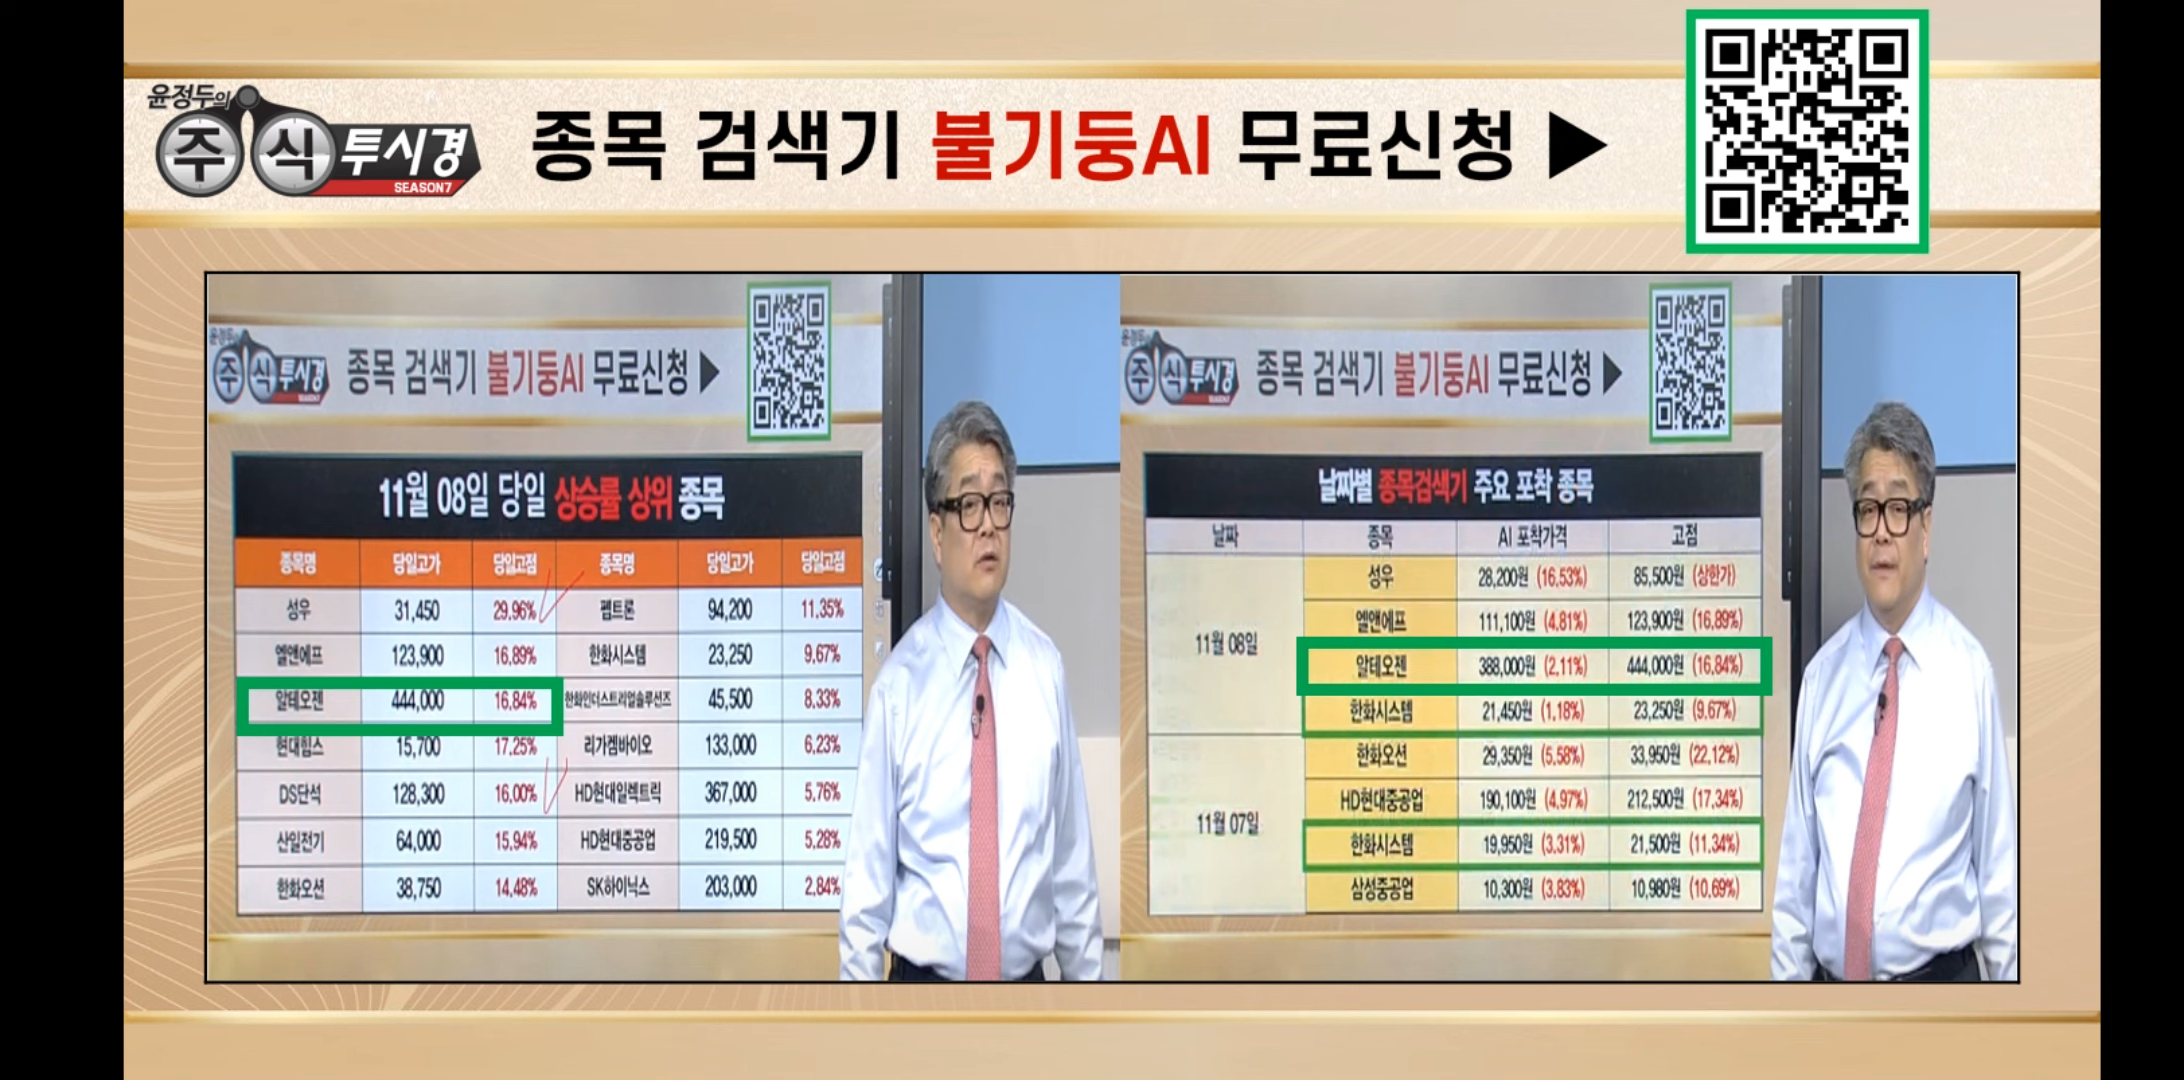 윤정두의
주식투시경
SEASON7
종목 검색기 불기둥AI 무료신청 ▶
윤정두의
주식투시경
SEASON7
종목 검색기 불기둥AI 무료신청 ▶
11월 08일 당일 상승률 상위 종목
종목명 당일고가 당일고점 종목명 당일고가 당일고점
성우 31,450 29.96% 펩트론 94,200 11.35%
엘앤에프 123,900 16.89% 한화시스템 23,250 9.67%
알테오젠 444,000 16.84% 한화인더스트리얼솔루션즈 45,500 8.33%
현대힘스 15,700 17.25% 리가켐바이오 133,000 6.23%
DS단석 128,300 16.00% HD현대일렉트릭 367,000 5.76%
산일전기 64,000 15.94% HD현대중공업 219,500 5.28%
한화오션 38,750 14.48% SK하이닉스 203,000 2.84%
윤정두의
주식투시경
SEASON7
종목 검색기 불기둥AI 무료신청 ▶
날짜별 종목검색기 주요 포착 종목
날짜 종목 AI 포착가격 고점
11월 08일
성우 28,200원 (16.53%) 85,500원 (상한가)
엘앤에프 111,100원 (4.81%) 123,900원 (16.89%)
알테오젠 388,000원 (2.11%) 444,000원 (16.84%)
한화시스템 21,450원 (1.18%) 23,250원 (9.67%)
11월 07일
한화오션 29,350원 (5.58%) 33,950원 (22.12%)
HD현대중공업 190,100원 (4.97%) 212,500원 (17.34%)
한화시스템 19,950원 (3.31%) 21,500원 (11.34%)
삼성중공업 10,300원 (3.83%) 10,980원 (10.69%)